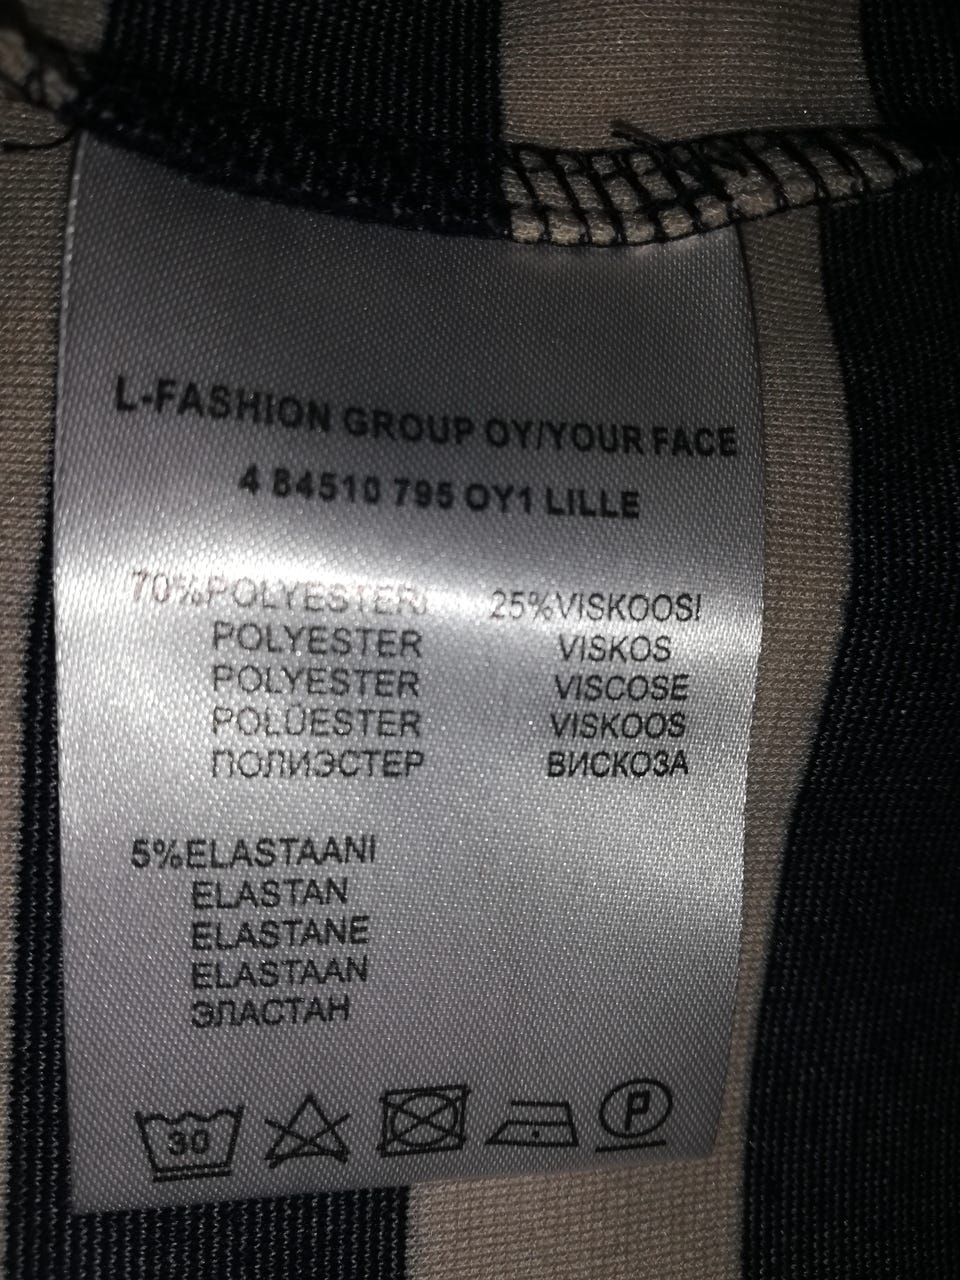 L-FASHION GROUP OY/YOUR FACE
4 84510 795 OY1 LILLE
70%POLYESTERI 25%VISKOOSI
POLYESTER VISKOS
POLYESTER VISCOSE
POLÜESTER VISKOOS
ПОЛИЭСТЕР ВИСКОЗА
5%ELASTAANI
ELASTAN
ELASTANE
ELASTAAN
ЭЛАСТАН
30 P